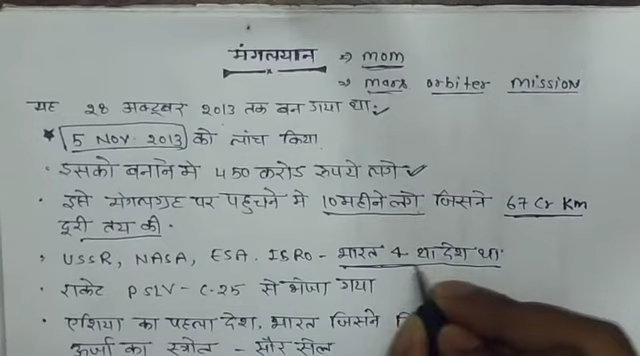 मंगलयान ⇒ mom
⇒ mars orbiter mission
यह 28 अक्टूबर 2013 तक बन गया था.
* 5 NOV. 2013 को लांच किया.
• इसको बनाने मे 450 करोड रुपये लगे
• इसे मंगलग्रह पर पहुचने मे 10 महीने लगे जिसने 67 Cr Km
दूरी तय की.
• USSR, NASA, ESA. ISRO - भारत 4 था देश था.
• राकेट PSLV - C-25 से भेजा गया
• एशिया का पहला देश. भारत जिसने
ऊर्जा का स्त्रोत - सौर सेल